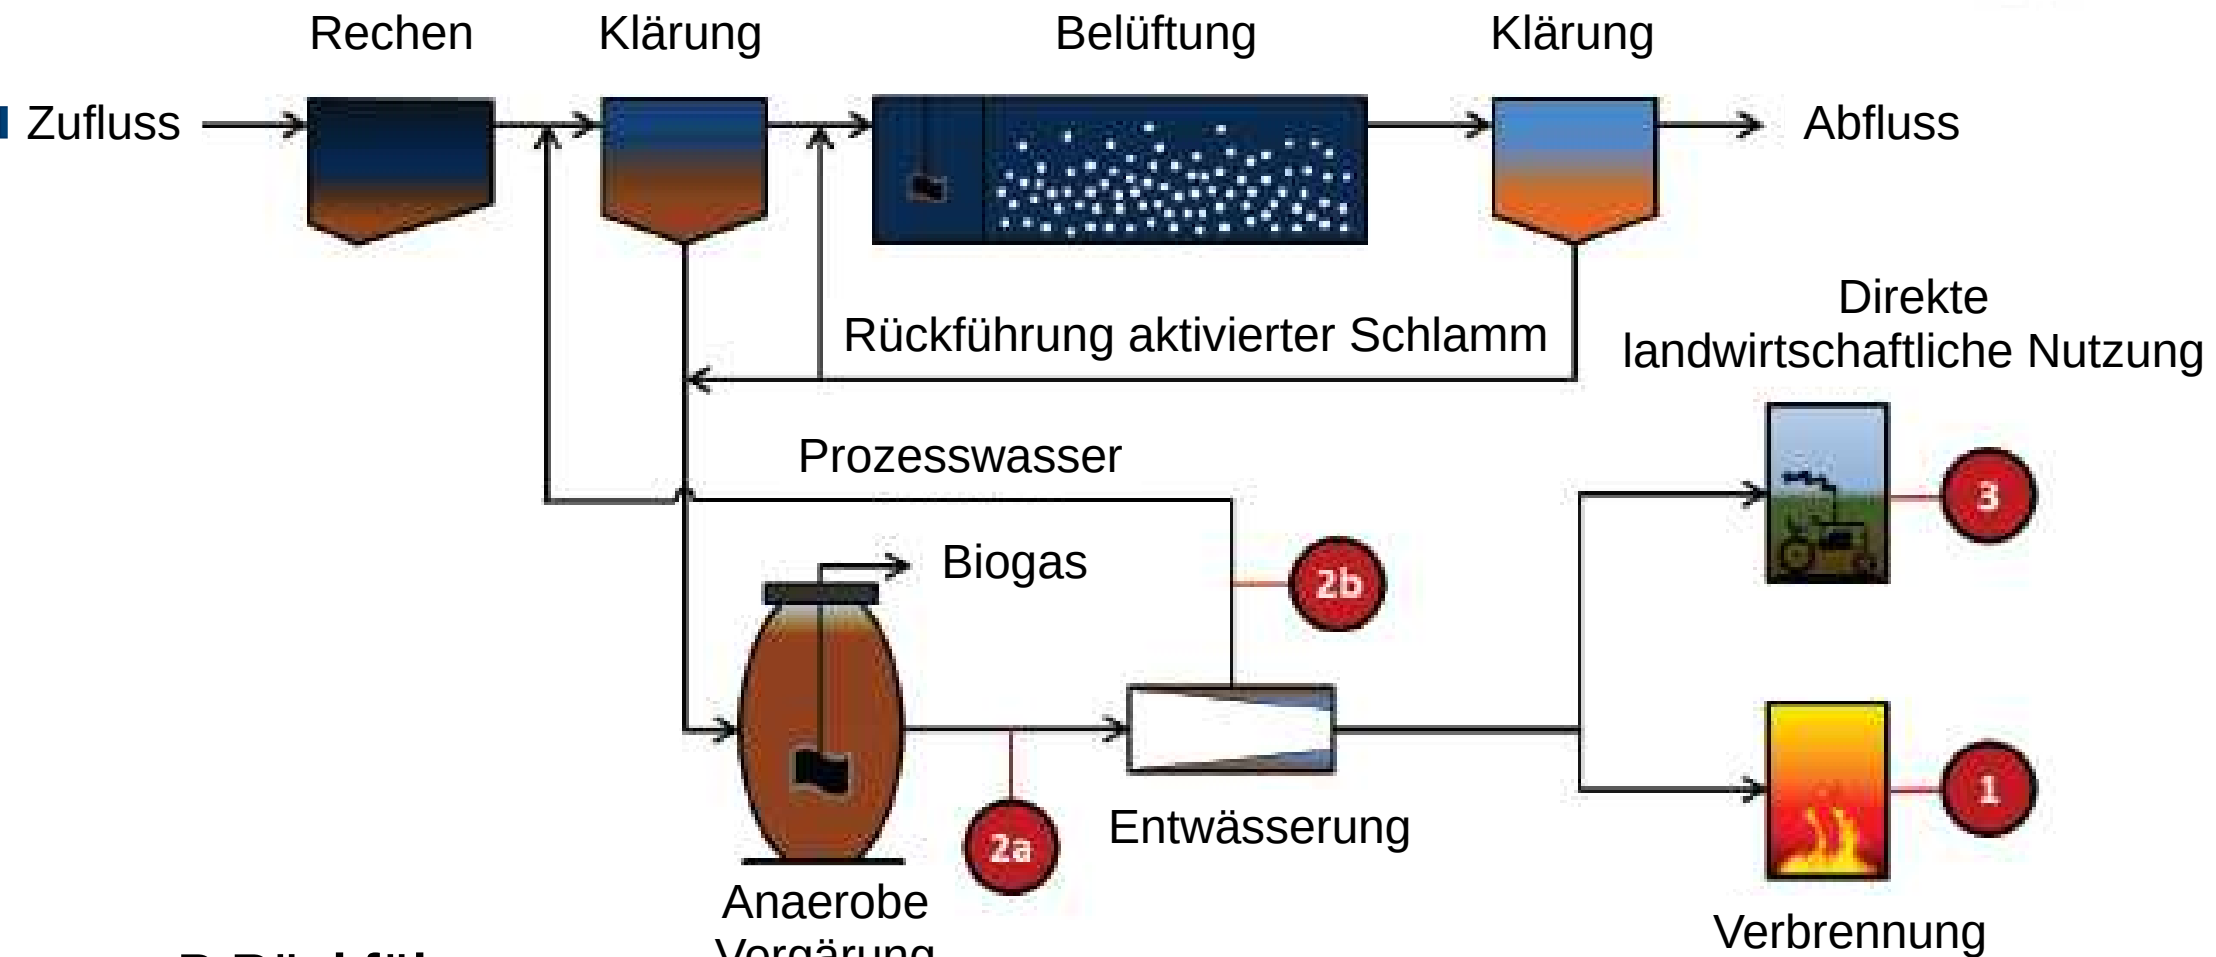 Rechen
Klärung
Belüftung
Klärung
Zufluss
Abfluss
Rückführung aktivierter Schlamm
Direkte
landwirtschaftliche Nutzung
Prozesswasser
3
Biogas
2b
1
2a
Entwässerung
Anaerobe
Vergärung
Verbrennung